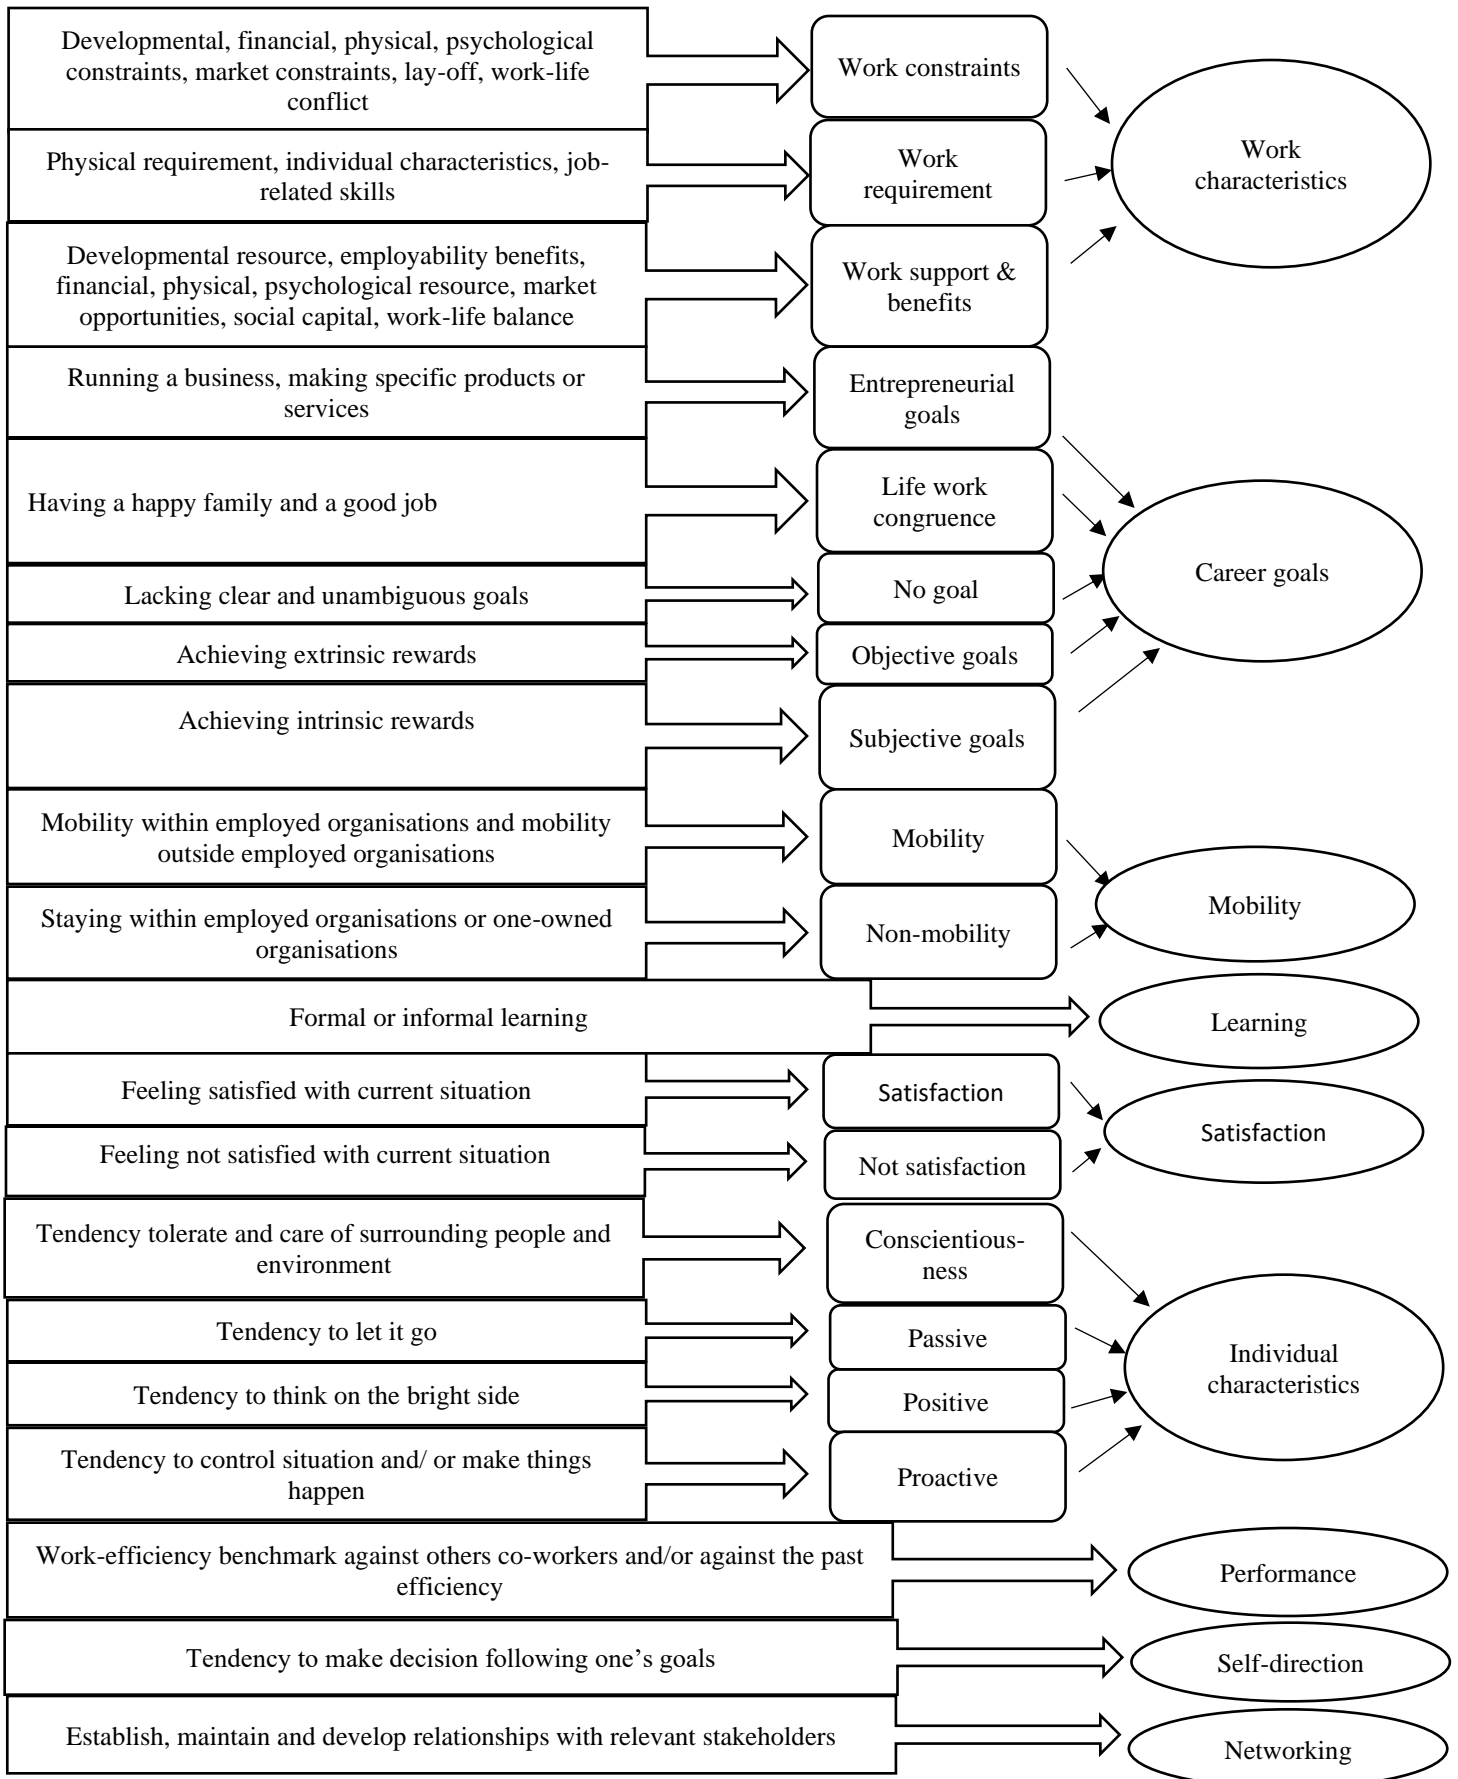 Developmental, financial, physical, psychological
constraints, market constraints, lay-off, work-life
conflict
Work constraints
Work
characteristics
Physical requirement, individual characteristics, job-
related skills
Work
requirement
Developmental resource, employability benefits,
financial, physical, psychological resource, market
opportunities, social capital, work-life balance
Work support &
benefits
Running a business, making specific products or
services
Entrepreneurial
goals
Having a happy family and a good job
Life work
congruence
Career goals
Lacking clear and unambiguous goals
No goal
Achieving extrinsic rewards
Objective goals
Achieving intrinsic rewards
Subjective goals
Mobility within employed organisations and mobility
outside employed organisations
Mobility
Mobility
Staying within employed organisations or one-owned
organisations
Non-mobility
Formal or informal learning
Learning
Feeling satisfied with current situation
Satisfaction
Satisfaction
Feeling not satisfied with current situation
Not satisfaction
Tendency tolerate and care of surrounding people and
environment
Conscientious-
ness
Tendency to let it go
Passive
Individual
characteristics
Tendency to think on the bright side
Positive
Tendency to control situation and/ or make things
happen
Proactive
Work-efficiency benchmark against others co-workers and/or against the past
efficiency
Performance
Tendency to make decision following one’s goals
Self-direction
Establish, maintain and develop relationships with relevant stakeholders
Networking